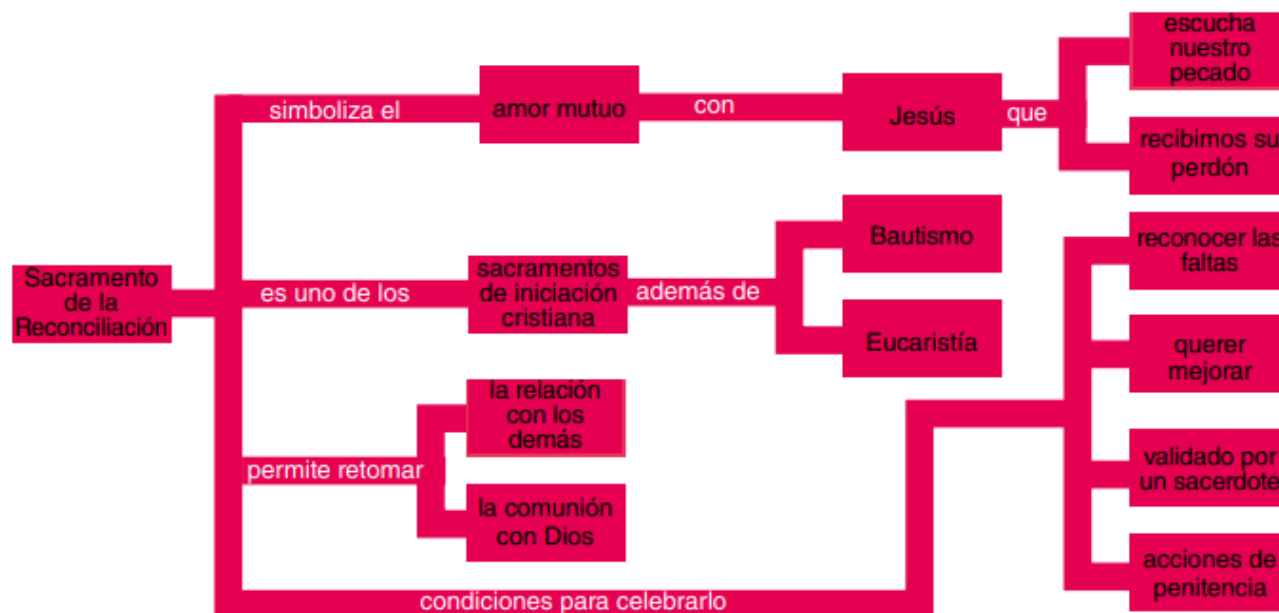 Sacramento
de la
Reconciliación
simboliza el
amor mutuo
con
Jesús
que
escucha
nuestro
pecado
recibimos su
perdón
es uno de los
sacramentos
de iniciación
cristiana
además de
Bautismo
Eucaristía
permite retomar
la relación
con los
demás
la comunión
con Dios
condiciones para celebrarlo
reconocer las
faltas
querer
mejorar
validado por
un sacerdote
acciones de
penitencia